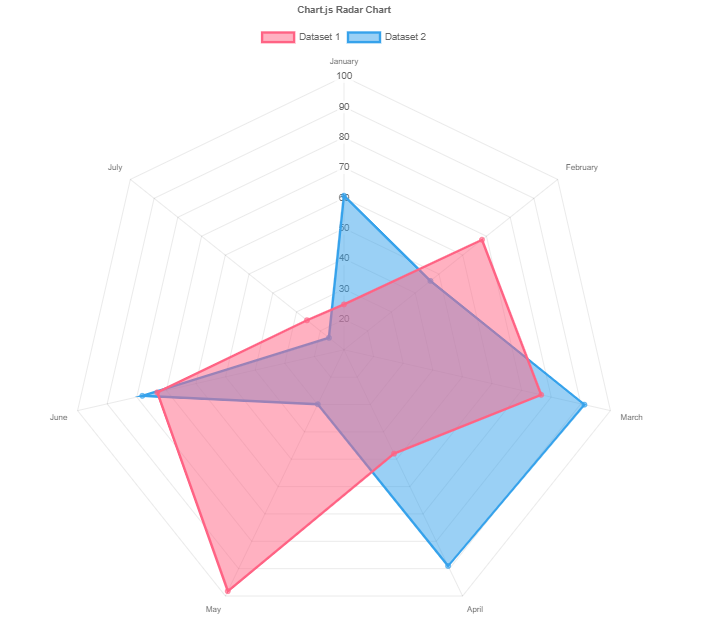 Chart.js Radar Chart
Dataset 1 Dataset 2
January
100
90
80
70
60
50
40
30
20
July
February
June
March
May
April